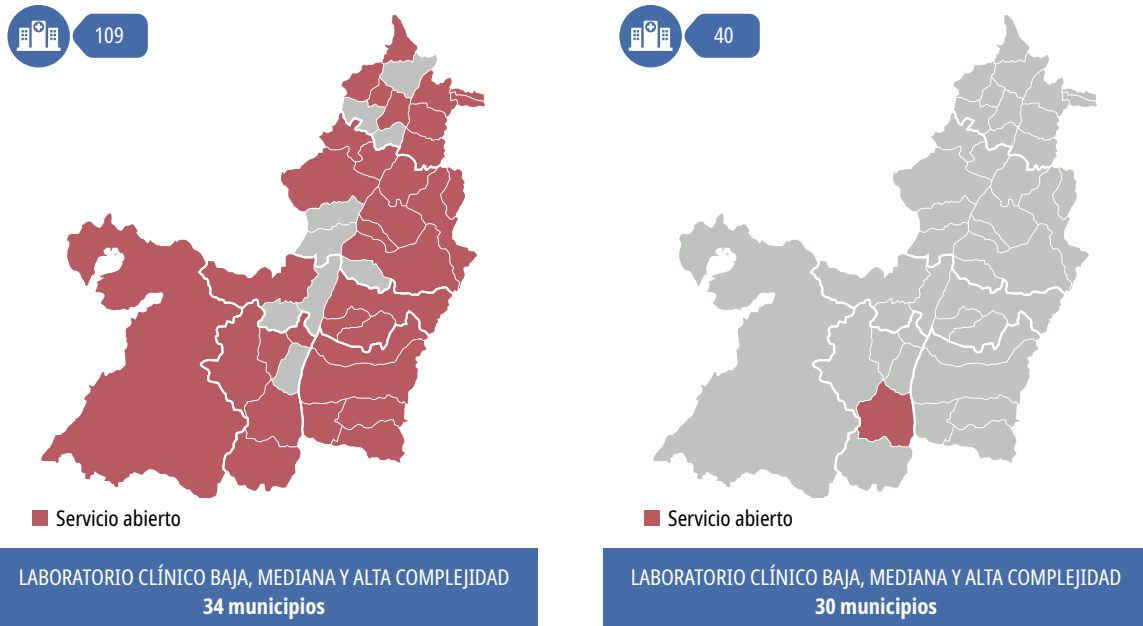 109
Servicio abierto
LABORATORIO CLÍNICO BAJA, MEDIANA Y ALTA COMPLEJIDAD
34 municipios
40
Servicio abierto
LABORATORIO CLÍNICO BAJA, MEDIANA Y ALTA COMPLEJIDAD
30 municipios